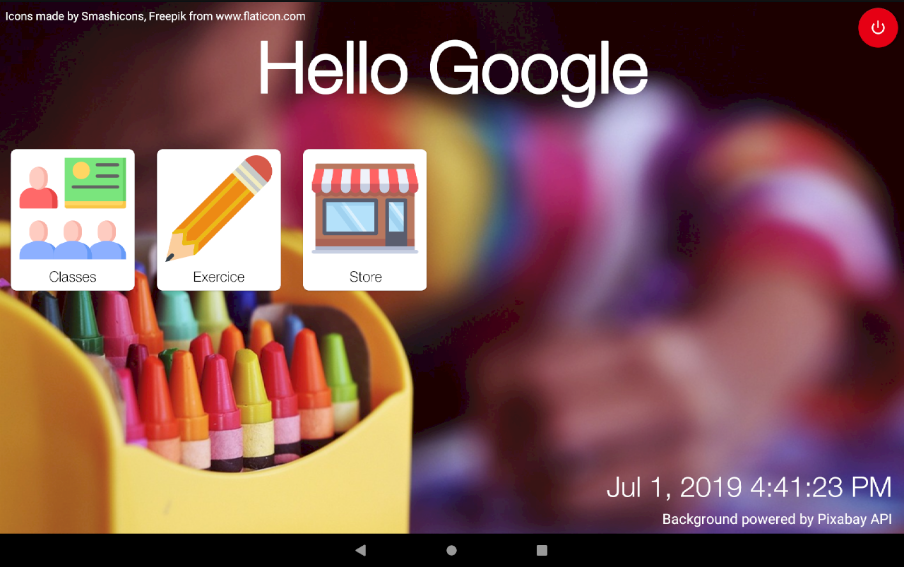 Icons made by Smashicons, Freepik from www.flaticon.com
Hello Google
Classes
Exercice
Store
Jul 1, 2019 4:41:23 PM
Background powered by Pixabay API